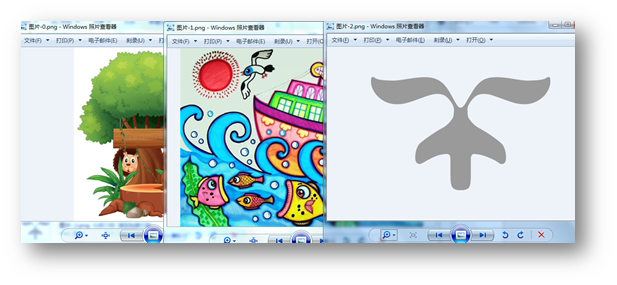 图片-0.png - Windows 照片查看器
文件(F) 打印(P) 电子邮件(E) 刻录(U)
图片-1.png - Windows 照片查看器
文件(F) 打印(P) 电子邮件(E) 刻录(U) 打开(O)
图片-2.png - Windows 照片查看器
文件(F) 打印(P) 电子邮件(E) 刻录(U) 打开(O)